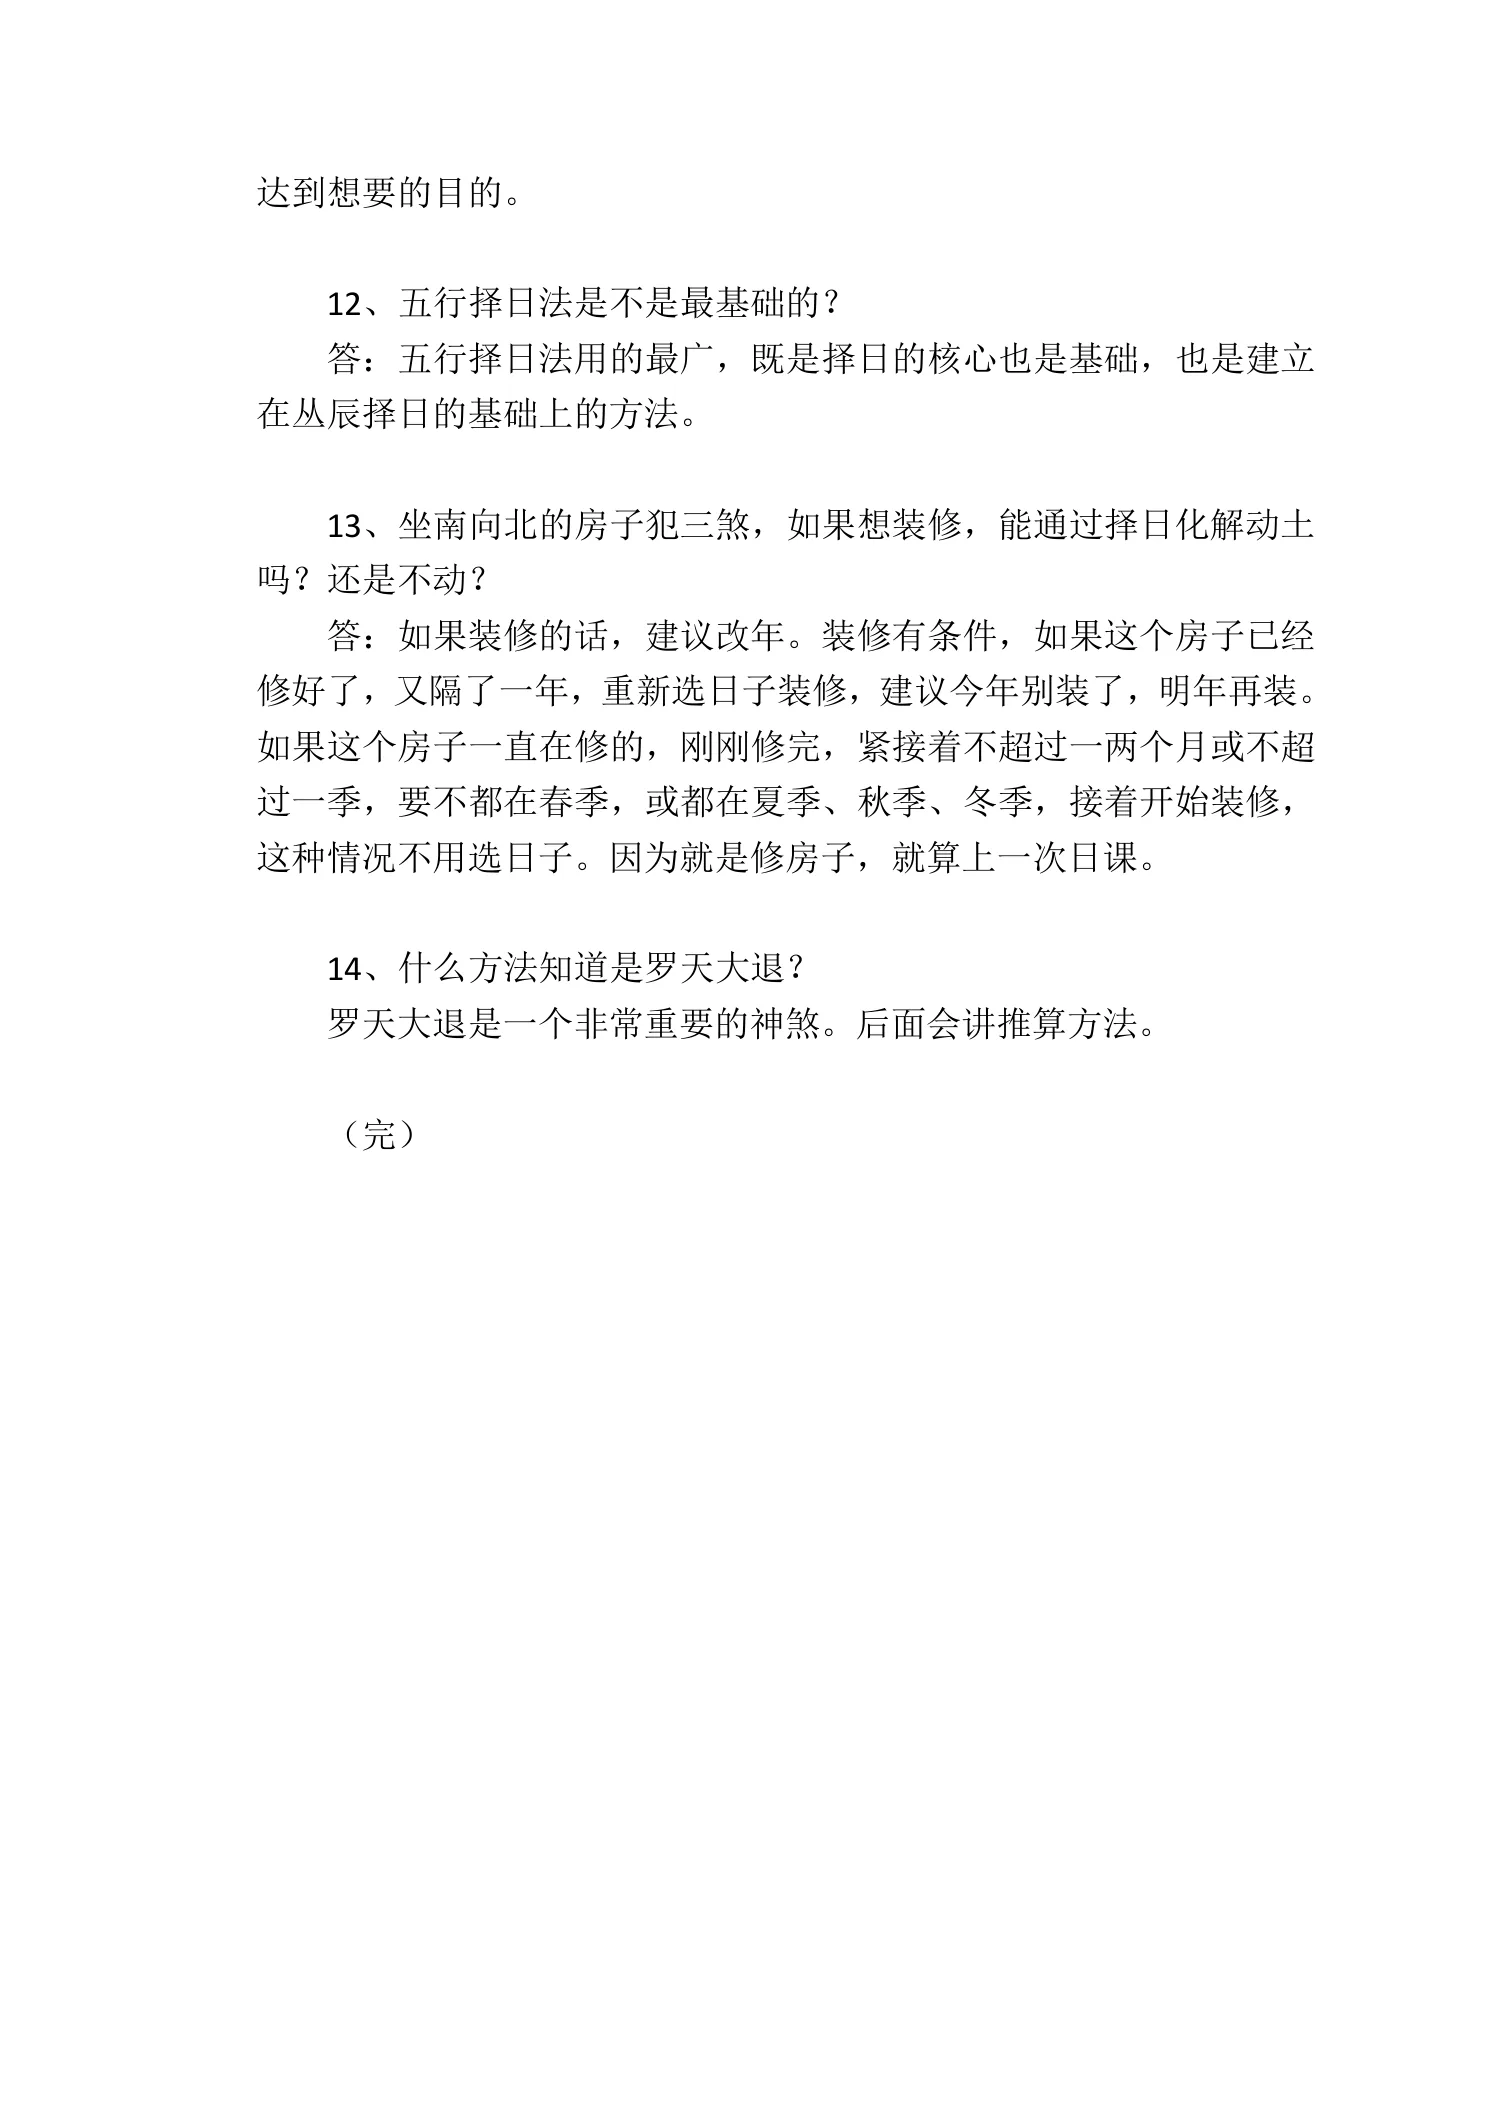 达到想要的目的。
12、五行择日法是不是最基础的？
答：五行择日法用的最广，既是择日的核心也是基础，也是建立
在丛辰择日的基础上的方法。
13、坐南向北的房子犯三煞，如果想装修，能通过择日化解动土
吗？还是不动？
答：如果装修的话，建议改年。装修有条件，如果这个房子已经
修好了，又隔了一年，重新选日子装修，建议今年别装了，明年再装。
如果这个房子一直在修的，刚刚修完，紧接着不超过一两个月或不超
过一季，要不都在春季，或都在夏季、秋季、冬季，接着开始装修，
这种情况不用选日子。因为就是修房子，就算上一次日课。
14、什么方法知道是罗天大退？
罗天大退是一个非常重要的神煞。后面会讲推算方法。
（完）